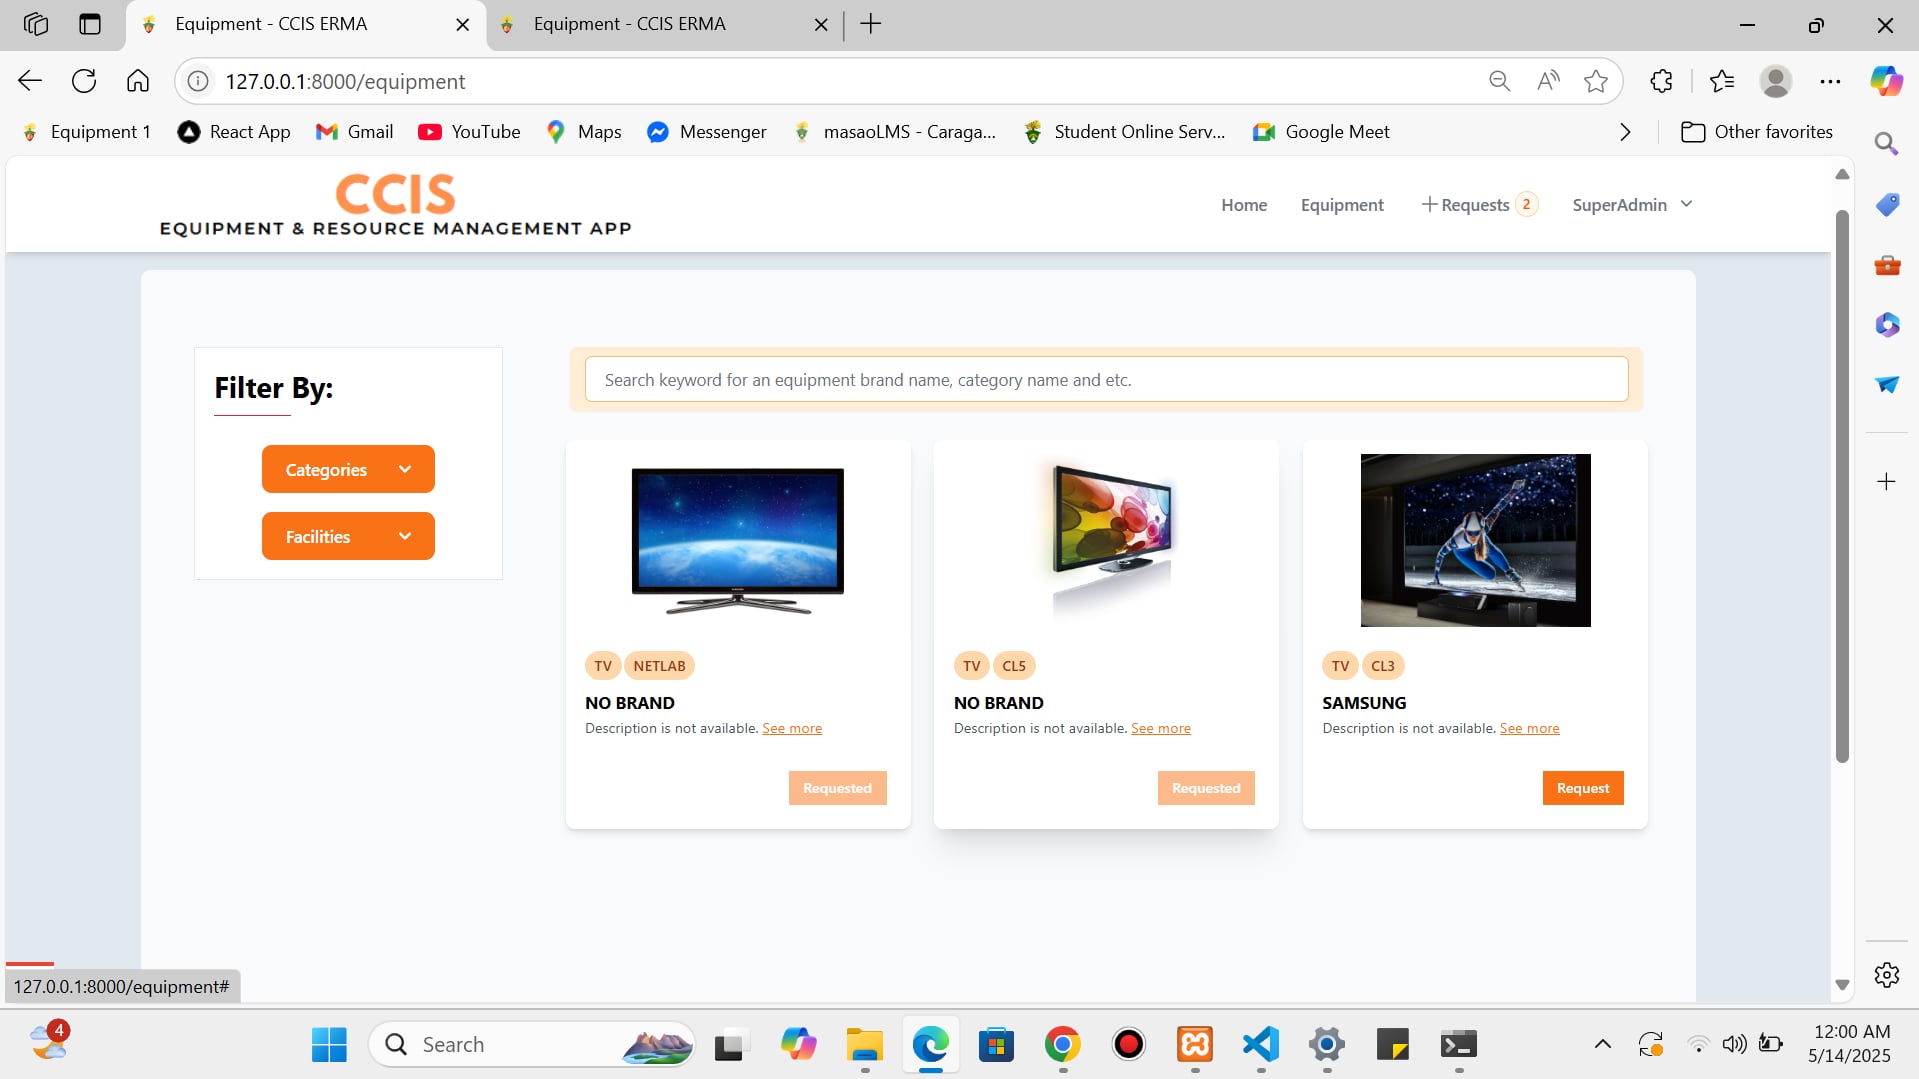 Equipment - CCIS ERMA
Equipment - CCIS ERMA
127.0.0.1:8000/equipment
Equipment 1
React App
Gmail
YouTube
Maps
Messenger
masaoLMS - Caraga...
Student Online Serv...
Google Meet
Other favorites
CCIS
EQUIPMENT & RESOURCE MANAGEMENT APP
Home
Equipment
+Requests 2
SuperAdmin
Filter By:
Categories
Facilities
Search keyword for an equipment brand name, category name and etc.
TV NETLAB
NO BRAND
Description is not available. See more
Requested
TV CL5
NO BRAND
Description is not available. See more
Requested
TV CL3
SAMSUNG
Description is not available. See more
Request
127.0.0.1:8000/equipment#
4
Search
12:00 AM
5/14/2025